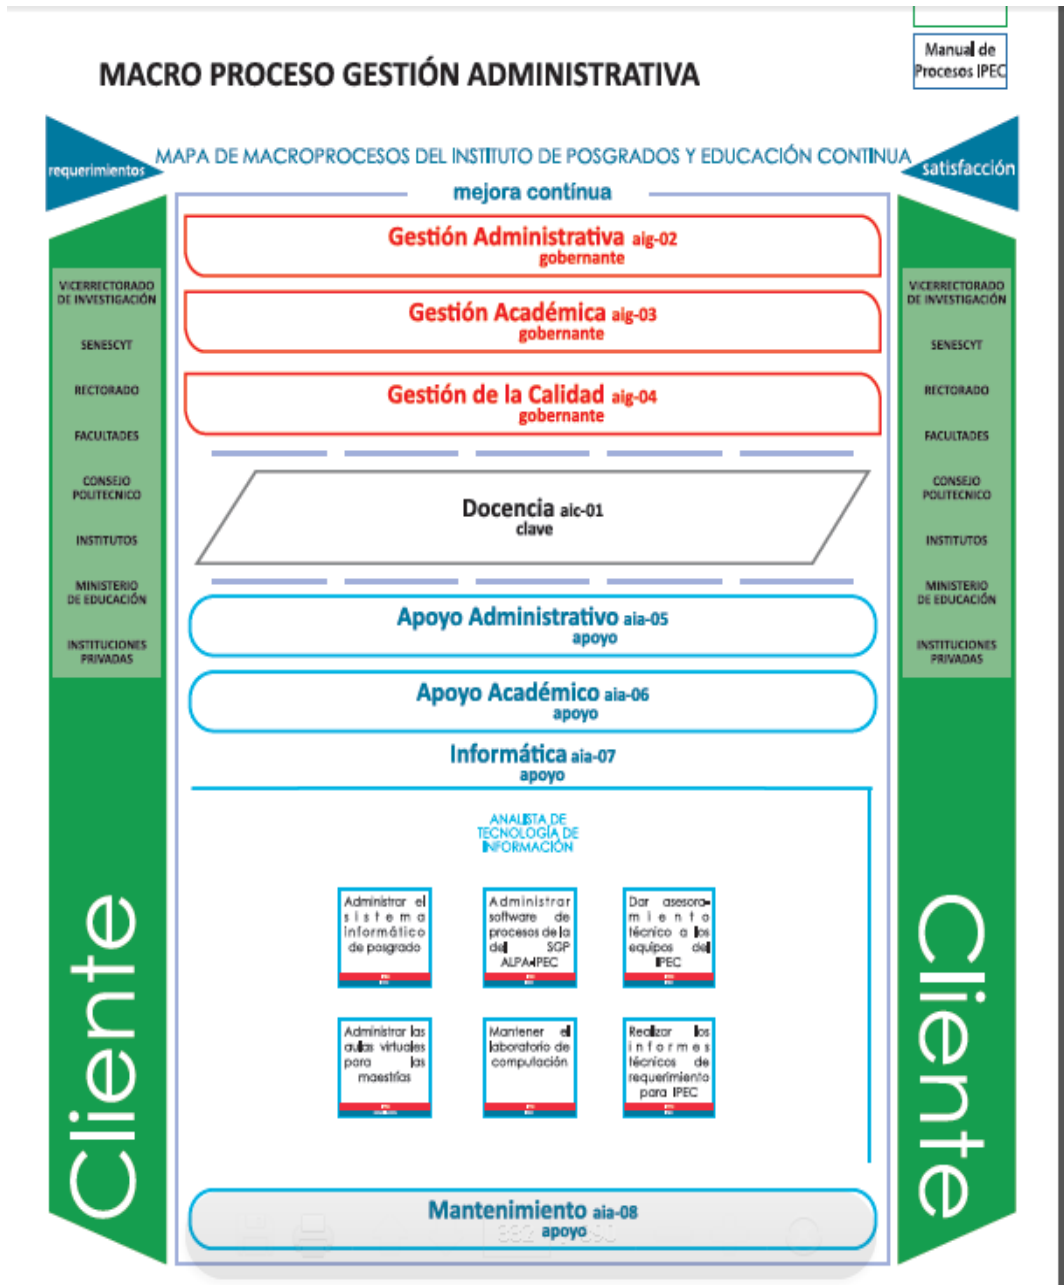 Manual de
Procesos IPEC
MACRO PROCESO GESTIÓN ADMINISTRATIVA
requerimientos
MAPA DE MACROPROCESOS DEL INSTITUTO DE POSGRADOS Y EDUCACIÓN CONTINUA
satisfacción
mejora contínua
Gestión Administrativa aig-02
gobernante
Gestión Académica aig-03
gobernante
Gestión de la Calidad aig-04
gobernante
Docencia aic-01
clave
Apoyo Administrativo aia-05
apoyo
Apoyo Académico aia-06
apoyo
Informática aia-07
apoyo
ANALISTA DE
TECNOLOGÍA DE
INFORMACIÓN
Administrar el
sistema
informático
de posgrado
Administrar
software de
procesos de la
del SGP
ALPA-IPEC
Dar asesora-
miento
técnico a los
equipos del
IPEC
Administrar las
aulas virtuales
para las
maestrías
Mantener el
laboratorio de
computación
Realizar los
informes
técnicos de
requerimiento
para IPEC
Mantenimiento aia-08
apoyo
VICERRECTORADO
DE INVESTIGACIÓN
SENESCYT
RECTORADO
FACULTADES
CONSEJO
POLITECNICO
INSTITUTOS
MINISTERIO
DE EDUCACIÓN
INSTITUCIONES
PRIVADAS
Cliente
VICERRECTORADO
DE INVESTIGACIÓN
SENESCYT
RECTORADO
FACULTADES
CONSEJO
POLITECNICO
INSTITUTOS
MINISTERIO
DE EDUCACIÓN
INSTITUCIONES
PRIVADAS
Cliente